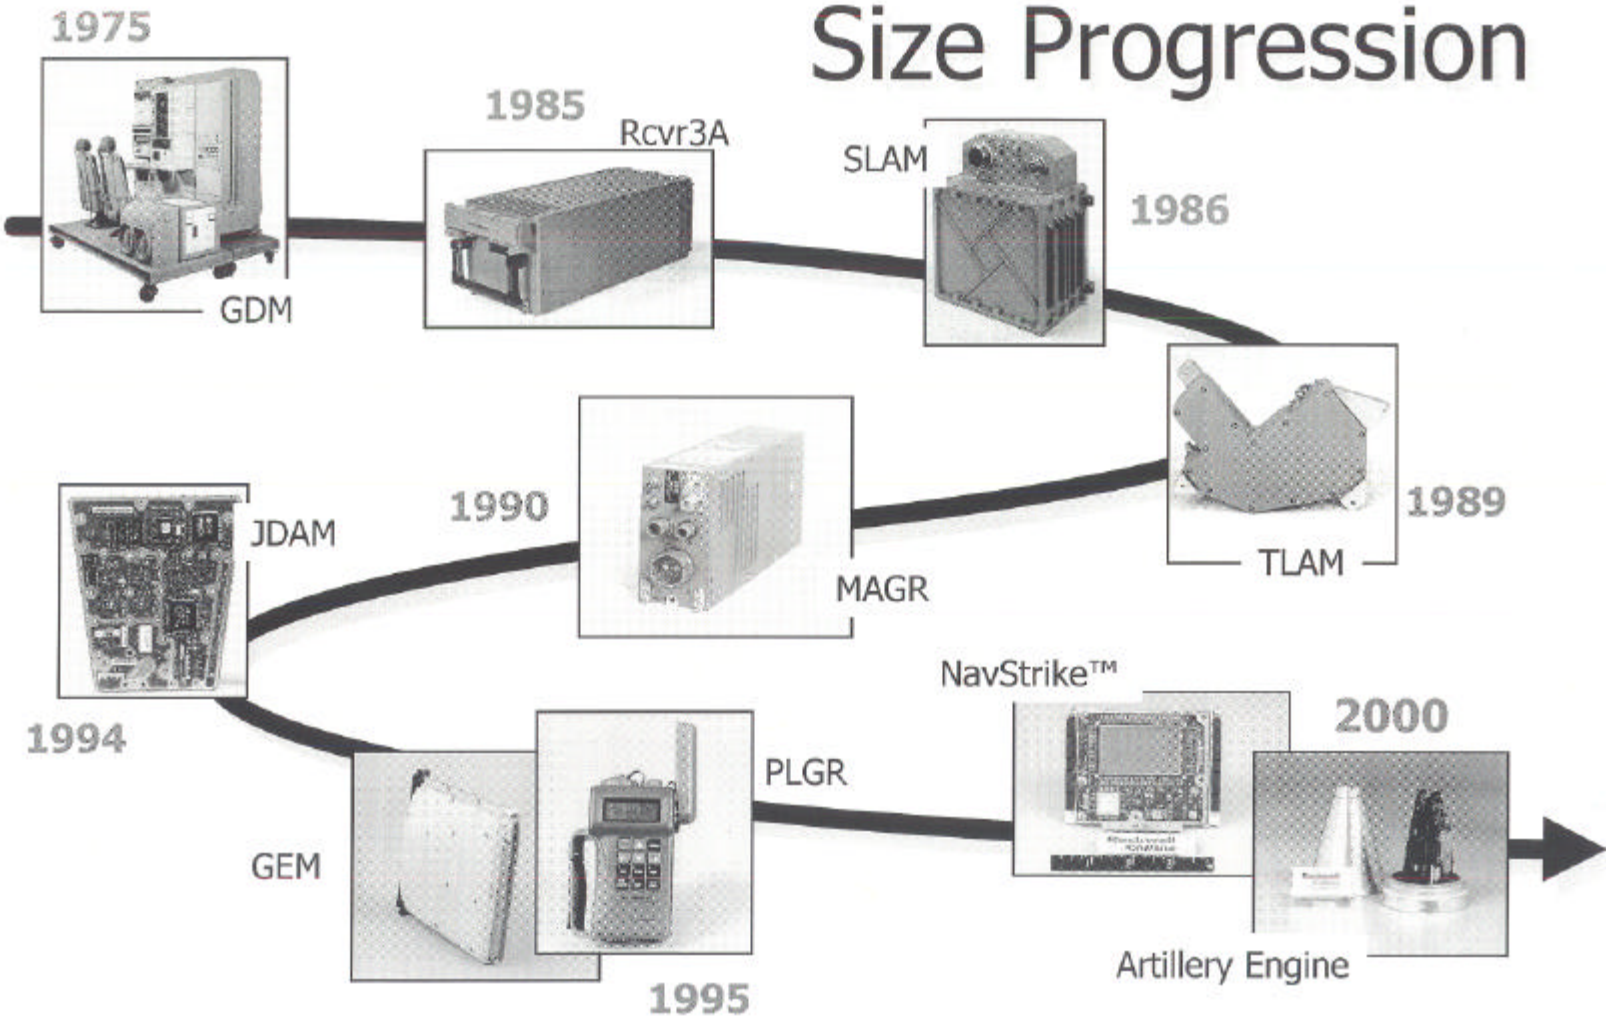 Size Progression
1975
GDM
1985
Rcvr3A
SLAM
1986
1989
TLAM
1990
MAGR
JDAM
1994
GEM
PLGR
1995
NavStrike™
2000
Artillery Engine